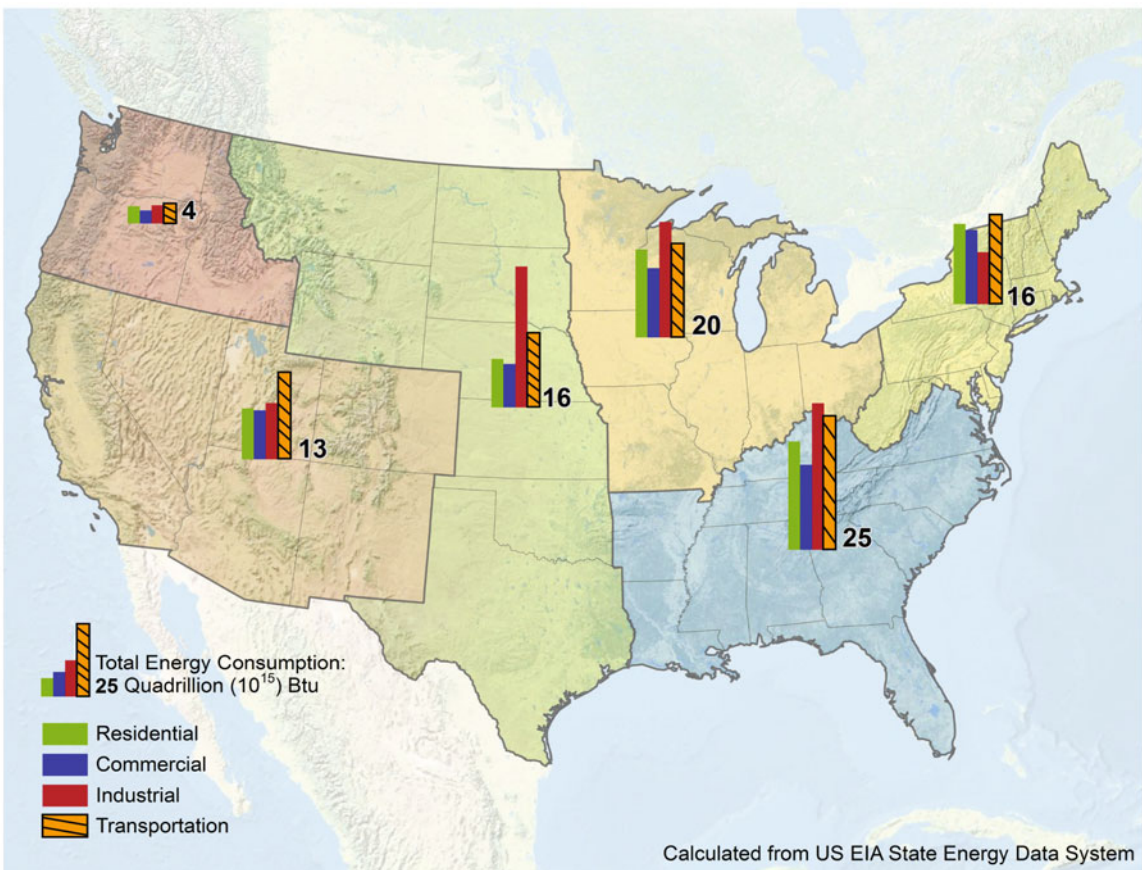 4
16
20
16
13
25
Total Energy Consumption:
25 Quadrillion (10¹⁵) Btu
Residential
Commercial
Industrial
Transportation
Calculated from US EIA State Energy Data System